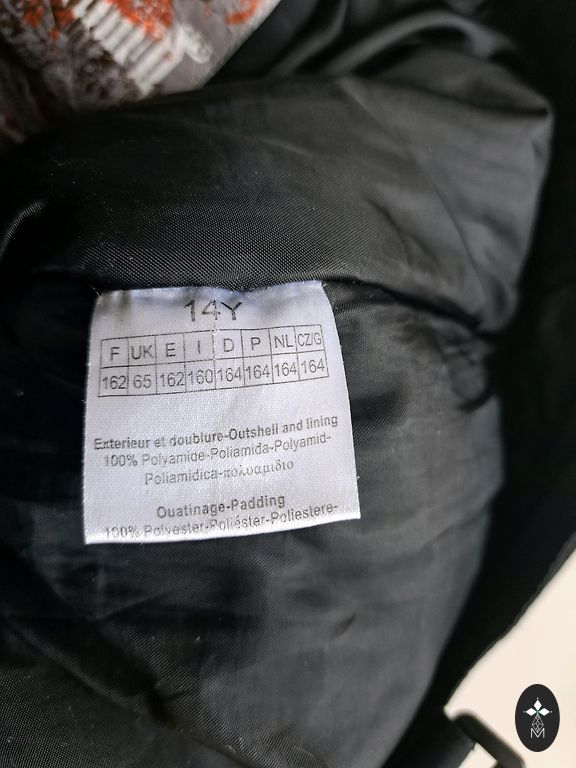 14Y
F UK E I D P NL CZ/G
162 65 162 160 164 164 164 164
Exterieur et doublure-Outshell and lining
100% Polyamide-Poliamida-Polyamid-
Poliamidica-πολυαμιδιο
Ouatinage-Padding
100% Polyester-Poliéster-Poliestere-
M